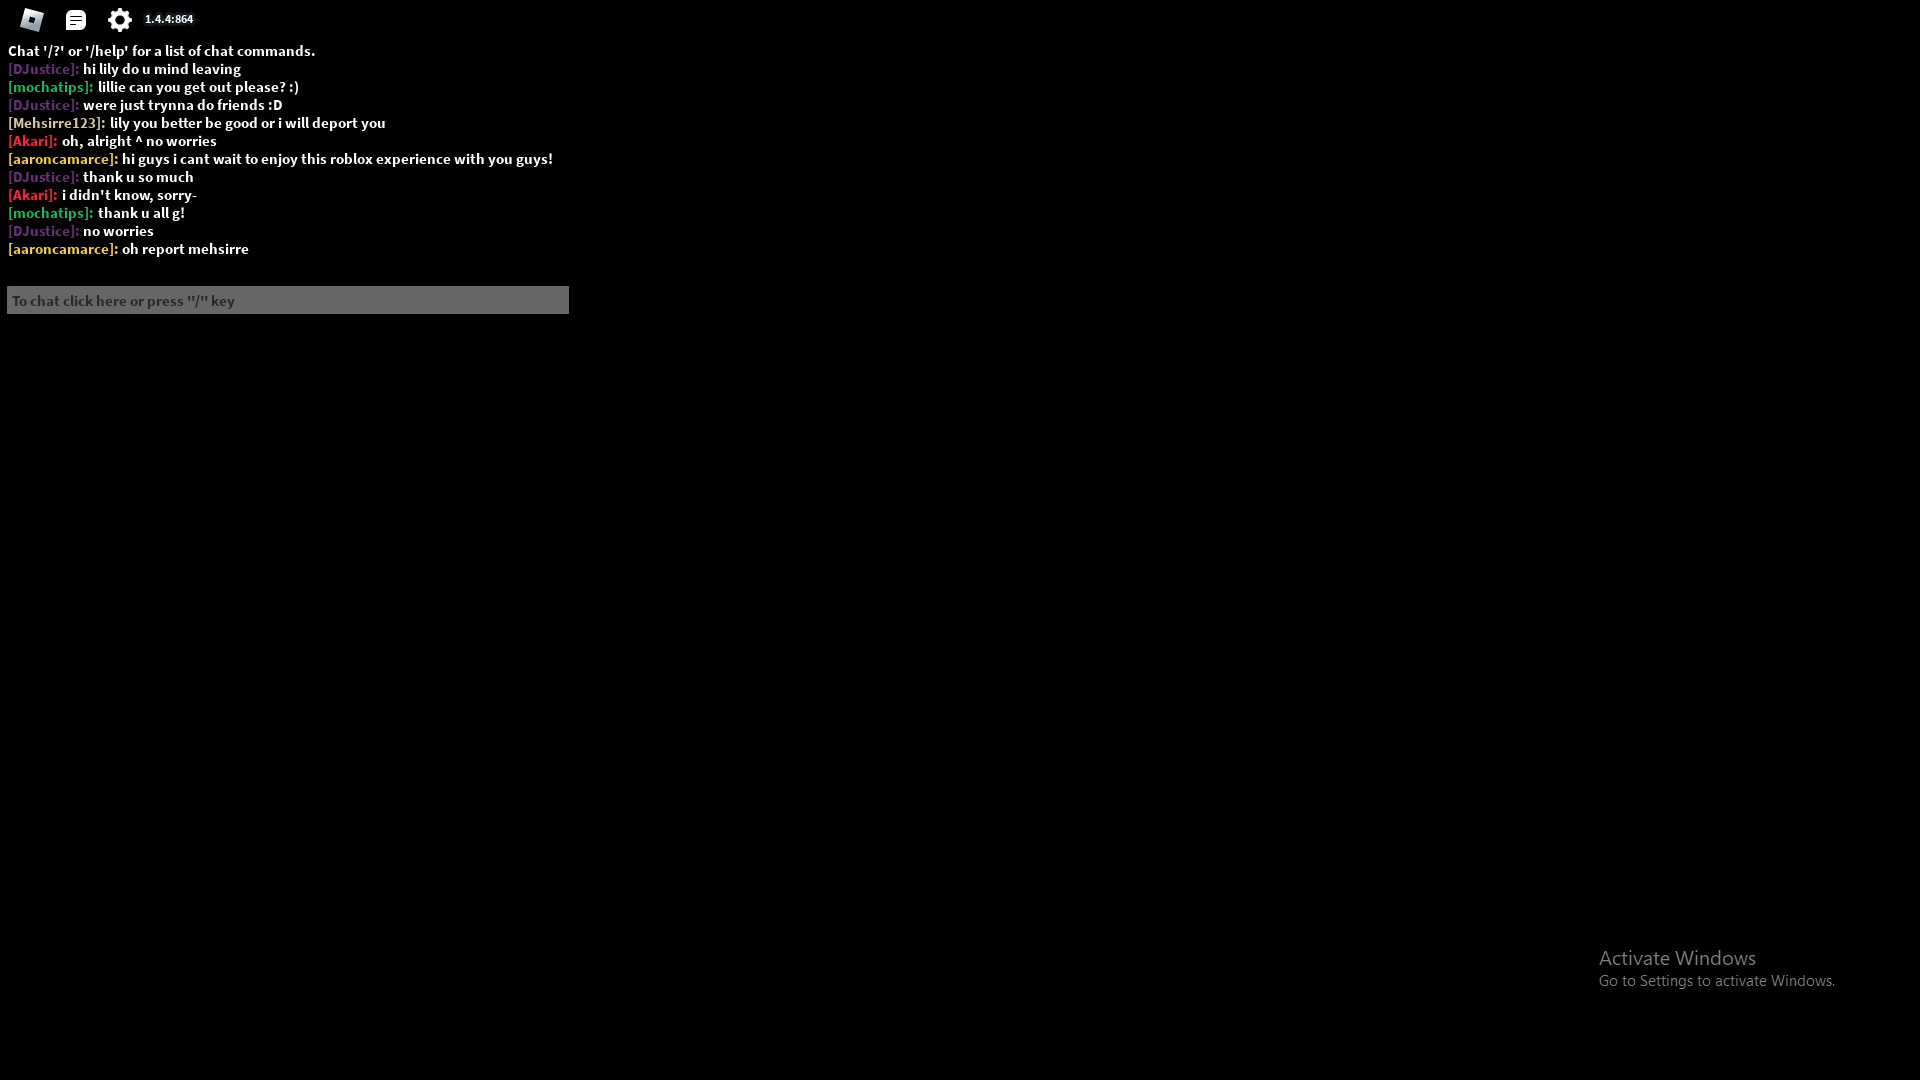 1.4.4:864
Chat '/?' or '/help' for a list of chat commands.
[DJustice]: hi lily do u mind leaving
[mochatips]: lillie can you get out please? :)
[DJustice]: were just trynna do friends :D
[Mehsirre123]: lily you better be good or i will deport you
[Akari]: oh, alright ^ no worries
[aaroncamarce]: hi guys i cant wait to enjoy this roblox experience with you guys!
[DJustice]: thank u so much
[Akari]: i didn't know, sorry-
[mochatips]: thank u all g!
[DJustice]: no worries
[aaroncamarce]: oh report mehsirre
To chat click here or press "/" key
Activate Windows
Go to Settings to activate Windows.